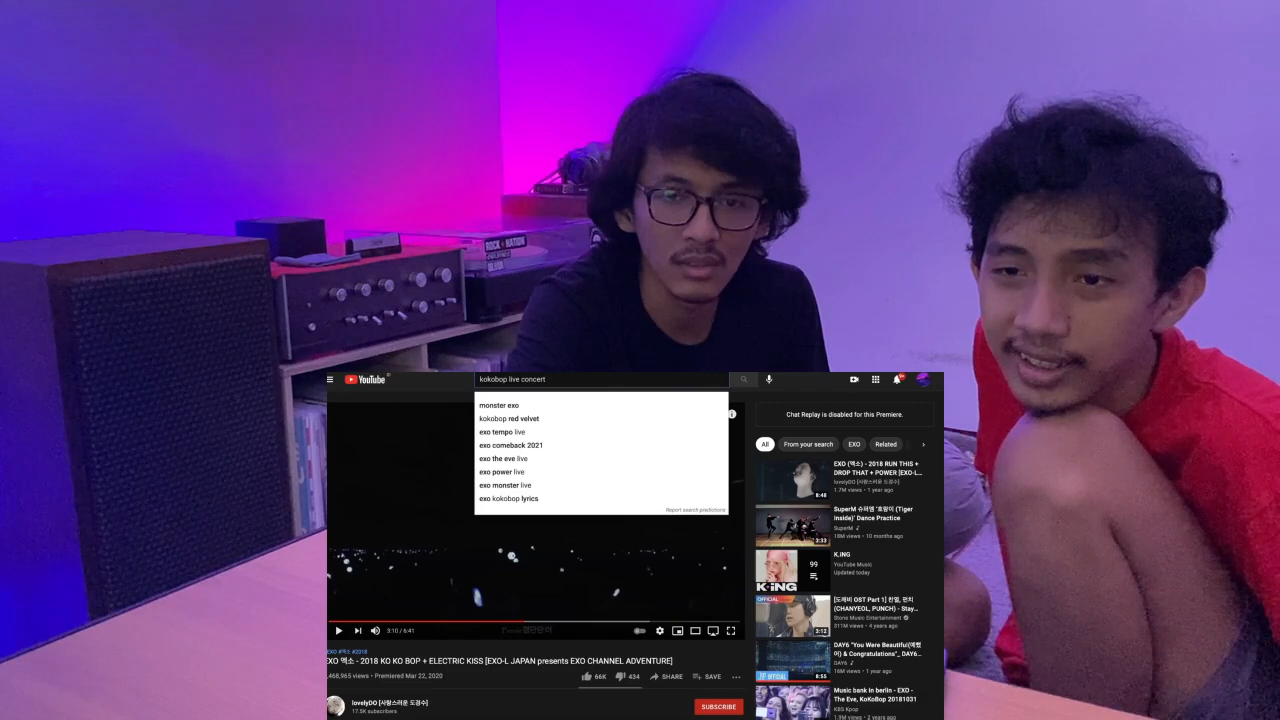 ROCK NATION
YouTube
ID
kokobop live concert
9+
monster exo
kokobop red velvet
exo tempo live
exo comeback 2021
exo the eve live
exo power live
exo monster live
exo kokobop lyrics
Report search predictions
3:10 / 6:41
EXO #엑소 #2018
EXO 엑소 - 2018 KO KO BOP + ELECTRIC KISS [EXO-L JAPAN presents EXO CHANNEL ADVENTURE]
,468,965 views • Premiered Mar 22, 2020
66K
434
SHARE
SAVE
lovelyDO [사랑스러운 도경수]
17.5K subscribers
SUBSCRIBE
Chat Replay is disabled for this Premiere.
All
From your search
EXO
Related
8:48
EXO (엑소) - 2018 RUN THIS +
DROP THAT + POWER [EXO-L...
lovelyDO [사랑스러운 도경수]
1.7M views • 1 year ago
3:33
SuperM 슈퍼엠 '호랑이 (Tiger
Inside)' Dance Practice
SuperM
18M views • 10 months ago
K:ING
99
K.ING
YouTube Music
Updated today
OFFICIAL
3:12
[도깨비 OST Part 1] 찬열, 펀치
(CHANYEOL, PUNCH) - Stay...
Stone Music Entertainment
311M views • 4 years ago
OFFICIAL
8:55
DAY6 "You Were Beautiful(예뻤
어) & Congratulations"_ DAY6...
DAY6
16M views • 1 year ago
Music bank in berlin - EXO -
The Eve, KoKoBop 20181031
KBS Kpop
1.9M views • 2 years ago